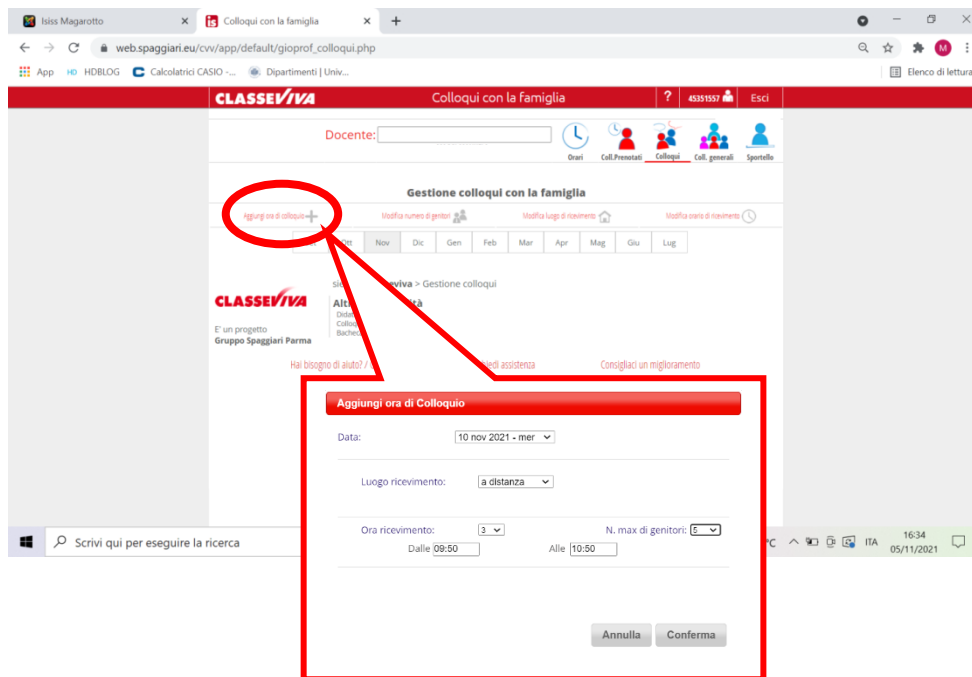 Isiss Magarotto
Colloqui con la famiglia
web.spaggiari.eu/cvv/app/default/gioprof_colloqui.php
M
App
HD HDBLOG
Calcolatrici CASIO -...
Dipartimenti | Univ...
Elenco di lettura
CLASSEVIVA
Colloqui con la famiglia
?
45351557
Esci
Docente:
Orari
Coll.Prenotati
Colloqui
Coll. generali
Sportello
Gestione colloqui con la famiglia
Aggiungi ora di colloquio
Modifica numero di genitori
Modifica luogo di ricevimento
Modifica orario di ricevimento
Nov Dic Gen Feb Mar Apr Mag Giu Lug
> Gestione colloqui
CLASSEVIVA
E' un progetto
Gruppo Spaggiari Parma
Hai bisogno di aiuto? /
assistenza
Consigliaci un miglioramento
Aggiungi ora di Colloquio
Data: 10 nov 2021 - mer
Luogo ricevimento: a distanza
Ora ricevimento: 3
N. max di genitori: 5
Dalle 09:50 Alle 10:50
Annulla Conferma
Scrivi qui per eseguire la ricerca
ITA
16:34
05/11/2021